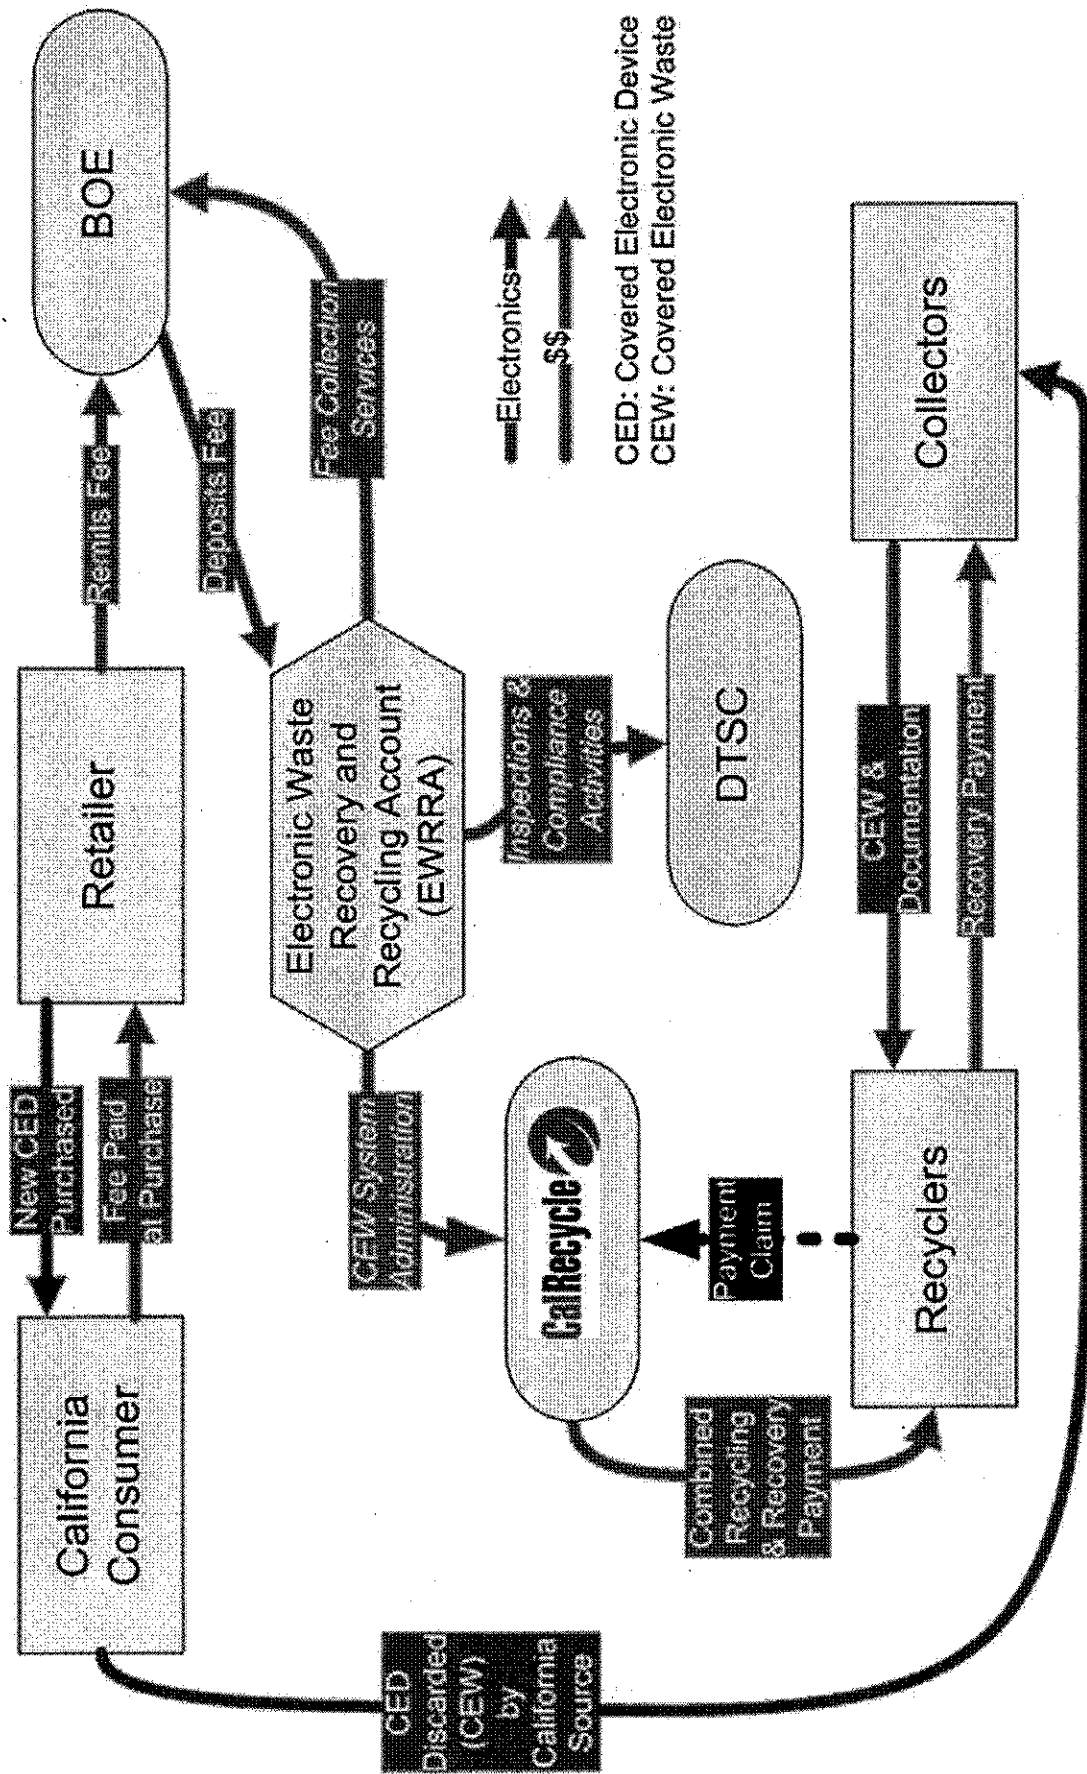 California
Consumer
New CED
Purchased
Fee Paid
at Purchase
Retailer
Remits Fee
BOE
Deposits Fee
Fee Collection
Services
Electronic Waste
Recovery and
Recycling Account
(EWRRA)
CEW System
Administration
Inspections &
Compliance
Activities
DTSC
Electronics
$$
CED: Covered Electronic Device
CEW: Covered Electronic Waste
CalRecycle
Payment
Claim
Combined
Recycling
& Recovery
Payment
CED
Discarded
(CEW)
by
California
Source
Recyclers
CEW &
Documentation
Recovery Payment
Collectors